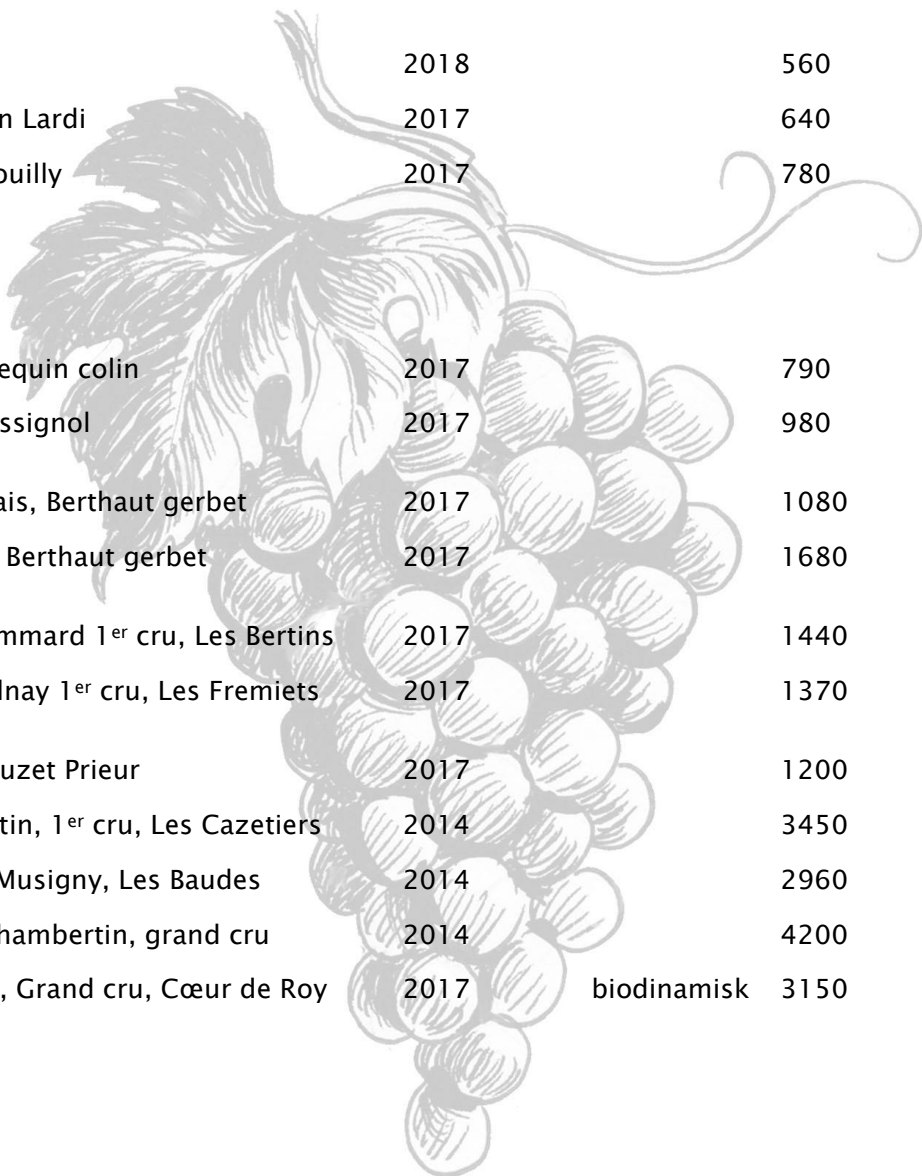 2018 560
n Lardi 2017 640
ouilly 2017 780
equin colin 2017 790
ssignol 2017 980
ais, Berthaut gerbet 2017 1080
Berthaut gerbet 2017 1680
mmard 1er cru, Les Bertins 2017 1440
lnay 1er cru, Les Fremiets 2017 1370
uzet Prieur 2017 1200
tin, 1er cru, Les Cazetiers 2014 3450
Musigny, Les Baudes 2014 2960
hambertin, grand cru 2014 4200
, Grand cru, Cœur de Roy 2017 biodinamisk 3150